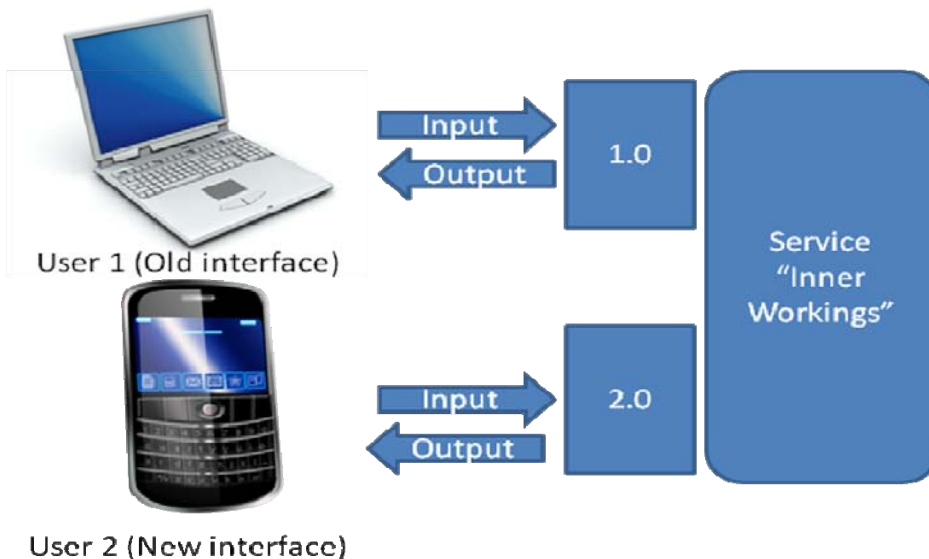 Input
1.0
Output
User 1 (Old interface)
Service
“Inner
Workings”
Input
2.0
Output
User 2 (New interface)